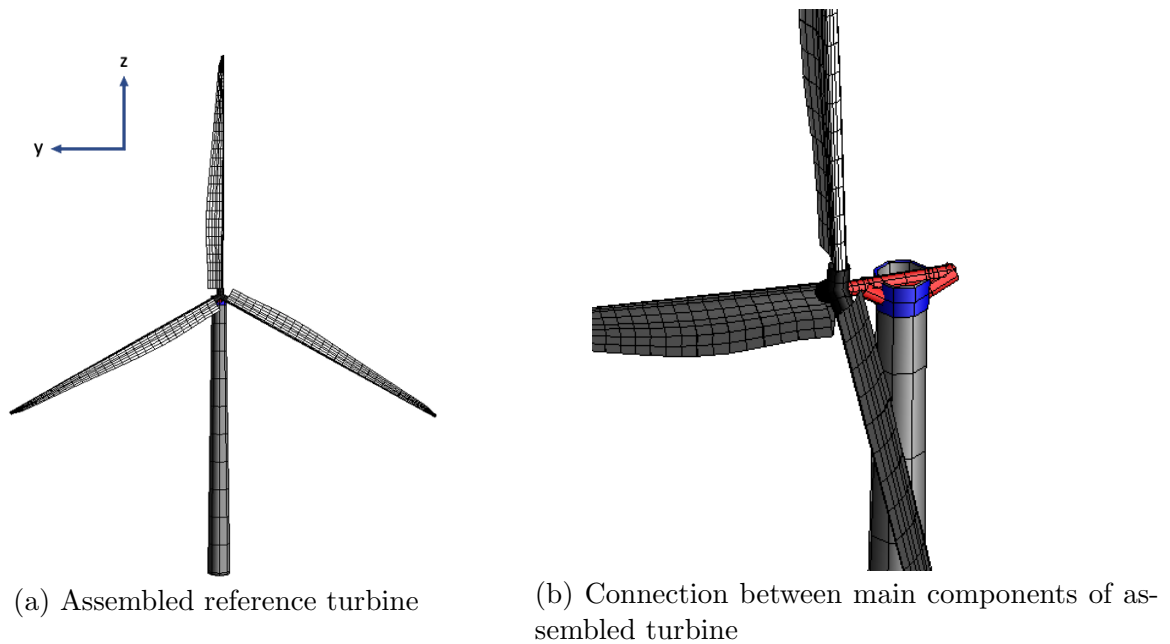 z
y
(a) Assembled reference turbine
(b) Connection between main components of as-
sembled turbine